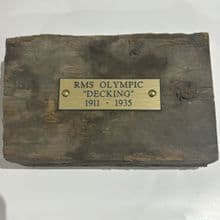 RMS OLYMPIC
"DECKING"
1911 - 1935